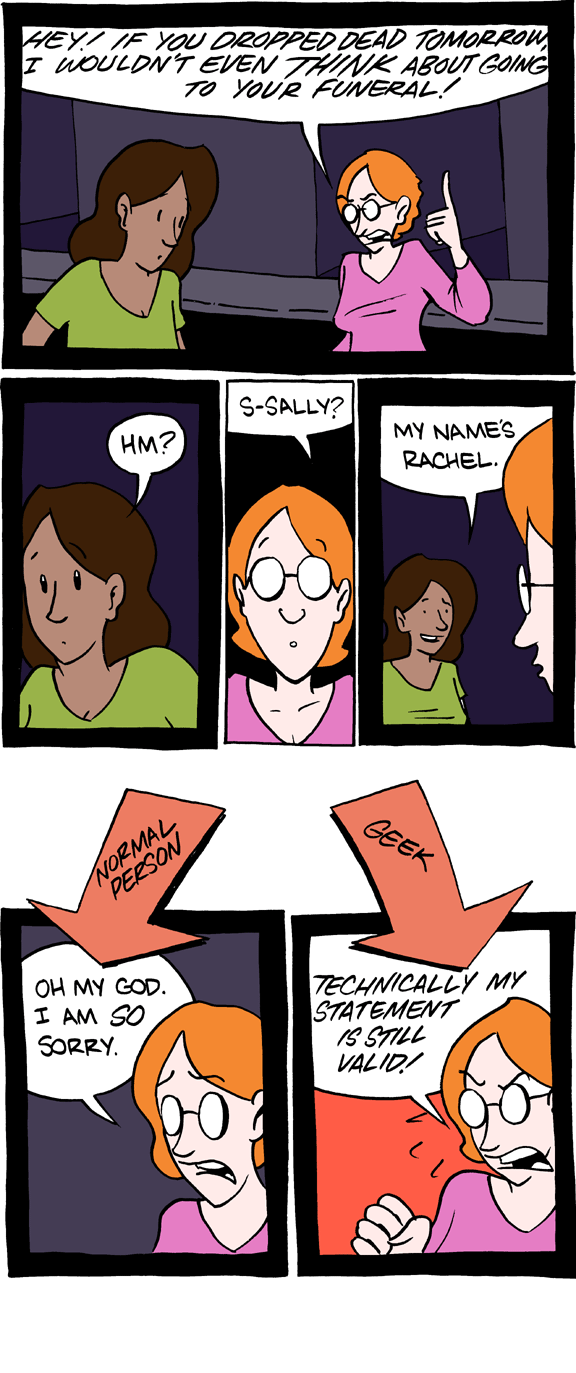 HEY! IF YOU DROPPED DEAD TOMORROW,
I WOULDN'T EVEN THINK ABOUT GOING
TO YOUR FUNERAL!
HM?
S-SALLY?
MY NAME'S
RACHEL.
NORMAL
PERSON
GEEK
OH MY GOD.
I AM SO
SORRY.
TECHNICALLY MY
STATEMENT
IS STILL
VALID!